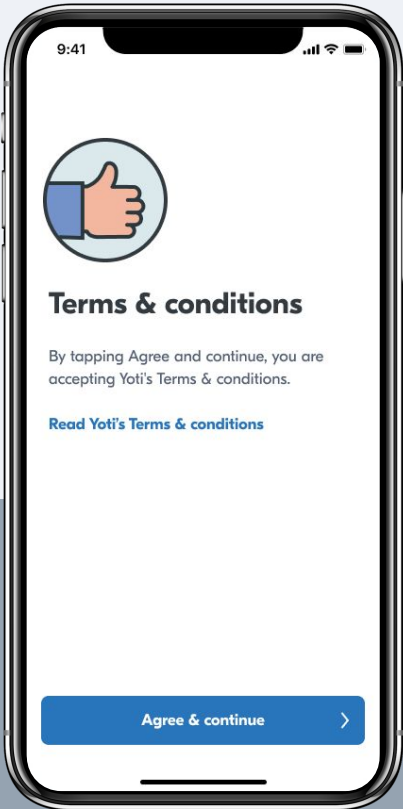 9:41
Terms & conditions
By tapping Agree and continue, you are
accepting Yoti's Terms & conditions.
Read Yoti's Terms & conditions
Agree & continue